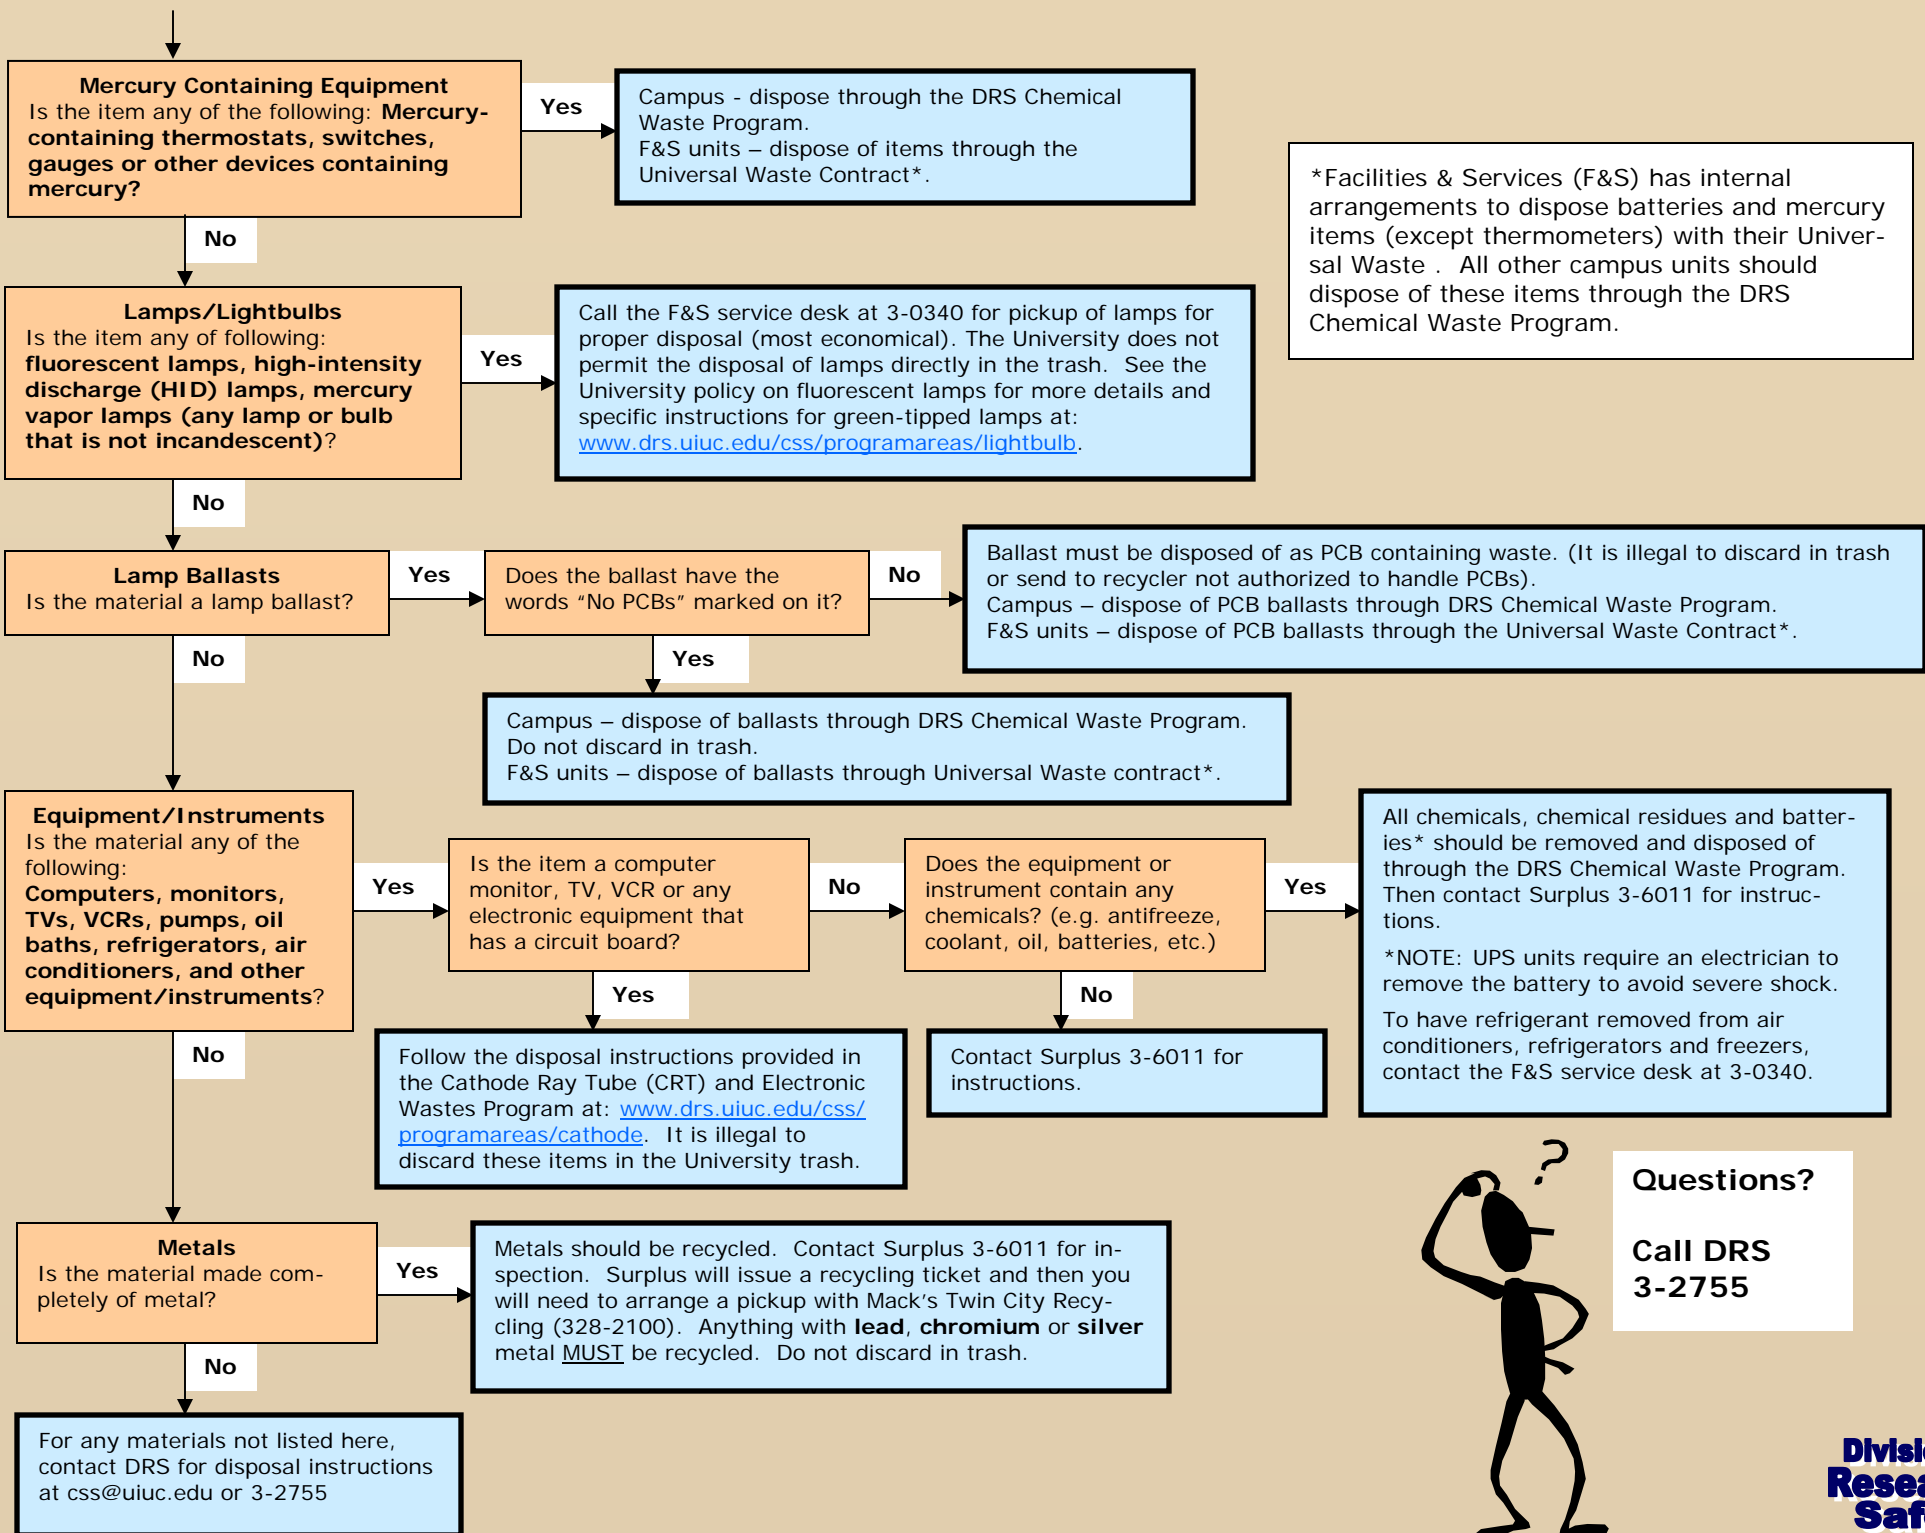 Mercury Containing Equipment
Is the item any of the following: Mercury-
containing thermostats, switches,
gauges or other devices containing
mercury?
Yes
Campus - dispose through the DRS Chemical
Waste Program.
F&S units – dispose of items through the
Universal Waste Contract*.
*Facilities & Services (F&S) has internal
arrangements to dispose batteries and mercury
items (except thermometers) with their Univer-
sal Waste . All other campus units should
dispose of these items through the DRS
Chemical Waste Program.
No
Lamps/Lightbulbs
Is the item any of following:
fluorescent lamps, high-intensity
discharge (HID) lamps, mercury
vapor lamps (any lamp or bulb
that is not incandescent)?
Yes
Call the F&S service desk at 3-0340 for pickup of lamps for
proper disposal (most economical). The University does not
permit the disposal of lamps directly in the trash. See the
University policy on fluorescent lamps for more details and
specific instructions for green-tipped lamps at:
www.drs.uiuc.edu/css/programareas/lightbulb.
No
Lamp Ballasts
Is the material a lamp ballast?
Yes
Does the ballast have the
words “No PCBs” marked on it?
No
Ballast must be disposed of as PCB containing waste. (It is illegal to discard in trash
or send to recycler not authorized to handle PCBs).
Campus – dispose of PCB ballasts through DRS Chemical Waste Program.
F&S units – dispose of PCB ballasts through the Universal Waste Contract*.
Yes
Campus – dispose of ballasts through DRS Chemical Waste Program.
Do not discard in trash.
F&S units – dispose of ballasts through Universal Waste contract*.
No
Equipment/Instruments
Is the material any of the
following:
Computers, monitors,
TVs, VCRs, pumps, oil
baths, refrigerators, air
conditioners, and other
equipment/instruments?
Yes
Is the item a computer
monitor, TV, VCR or any
electronic equipment that
has a circuit board?
No
Does the equipment or
instrument contain any
chemicals? (e.g. antifreeze,
coolant, oil, batteries, etc.)
Yes
All chemicals, chemical residues and batter-
ies* should be removed and disposed of
through the DRS Chemical Waste Program.
Then contact Surplus 3-6011 for instruc-
tions.
*NOTE: UPS units require an electrician to
remove the battery to avoid severe shock.
To have refrigerant removed from air
conditioners, refrigerators and freezers,
contact the F&S service desk at 3-0340.
Yes
Follow the disposal instructions provided in
the Cathode Ray Tube (CRT) and Electronic
Wastes Program at: www.drs.uiuc.edu/css/
programareas/cathode. It is illegal to
discard these items in the University trash.
No
Contact Surplus 3-6011 for
instructions.
No
Metals
Is the material made com-
pletely of metal?
Yes
Metals should be recycled. Contact Surplus 3-6011 for in-
spection. Surplus will issue a recycling ticket and then you
will need to arrange a pickup with Mack’s Twin City Recy-
cling (328-2100). Anything with lead, chromium or silver
metal MUST be recycled. Do not discard in trash.
?
Questions?
Call DRS
3-2755
No
For any materials not listed here,
contact DRS for disposal instructions
at css@uiuc.edu or 3-2755